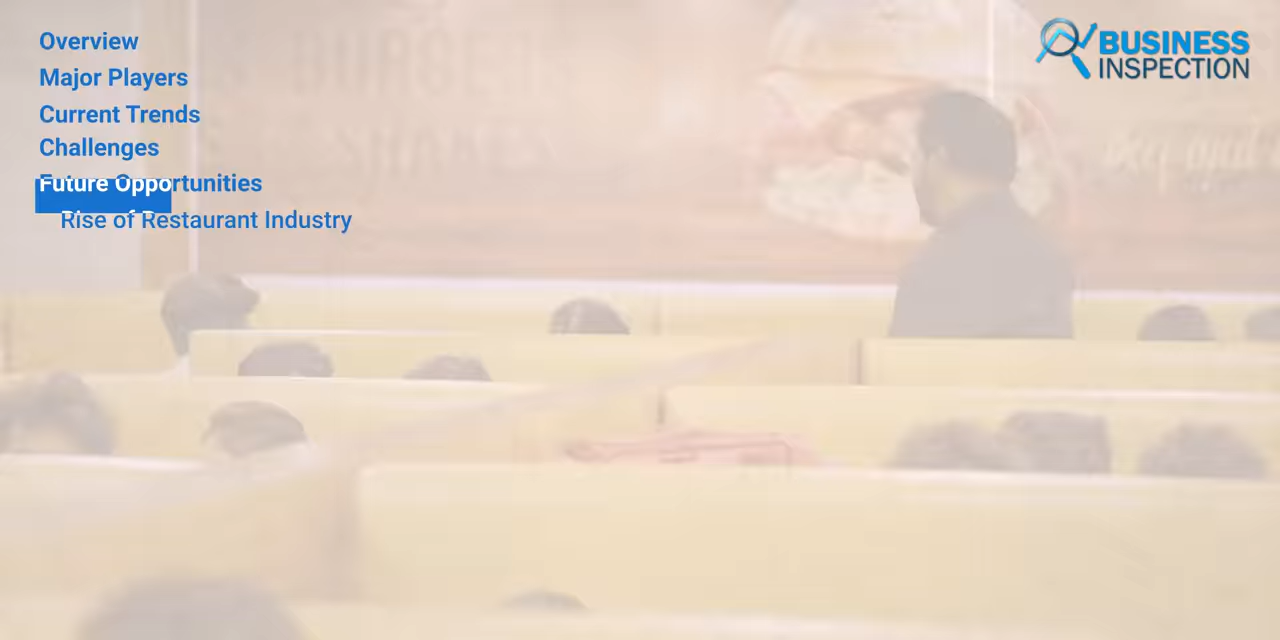 Overview
Major Players
Current Trends
Challenges
Future Opportunities
Rise of Restaurant Industry
BUSINESS
INSPECTION